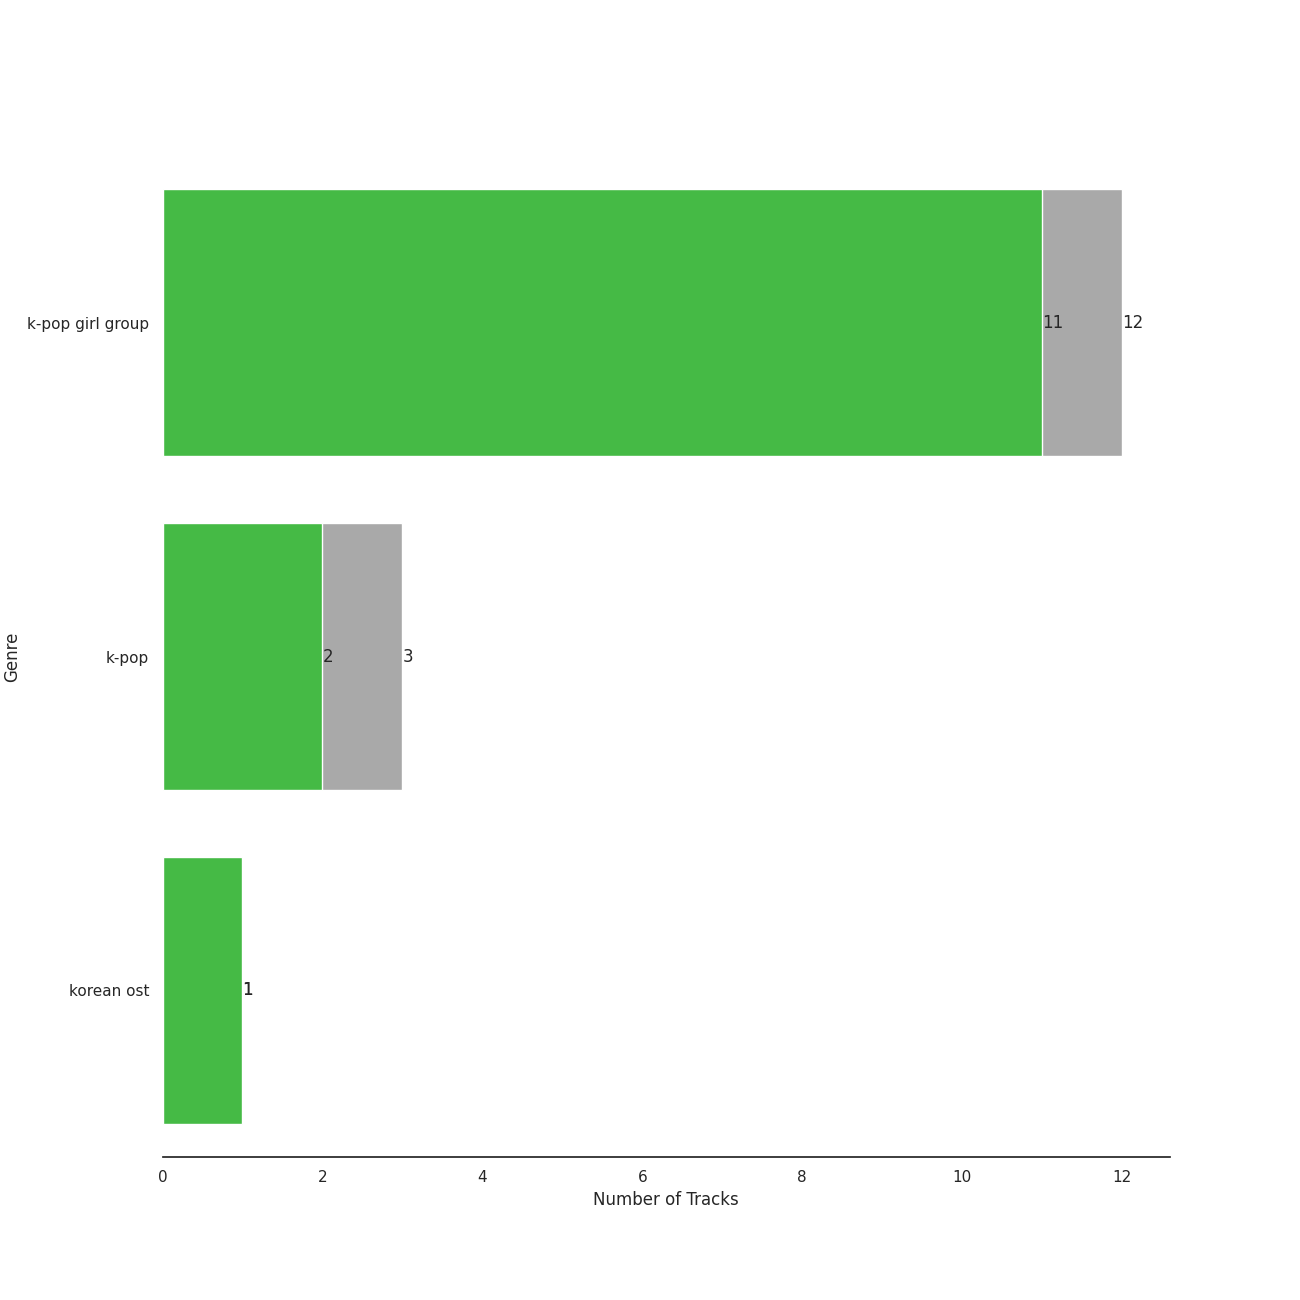 k-pop girl group
11
12
Genre
k-pop
2
3
korean ost
1
0 2 4 6 8 10 12
Number of Tracks